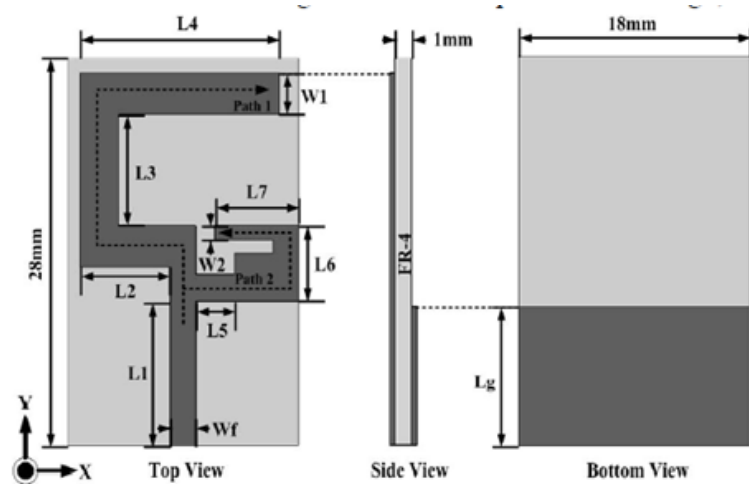 L4
1mm
18mm
W1
Path 1
L3
L7
28mm
W2
L6
FR-4
Path 2
L2
L5
L1
Lg
Wf
Y
X
Top View
Side View
Bottom View